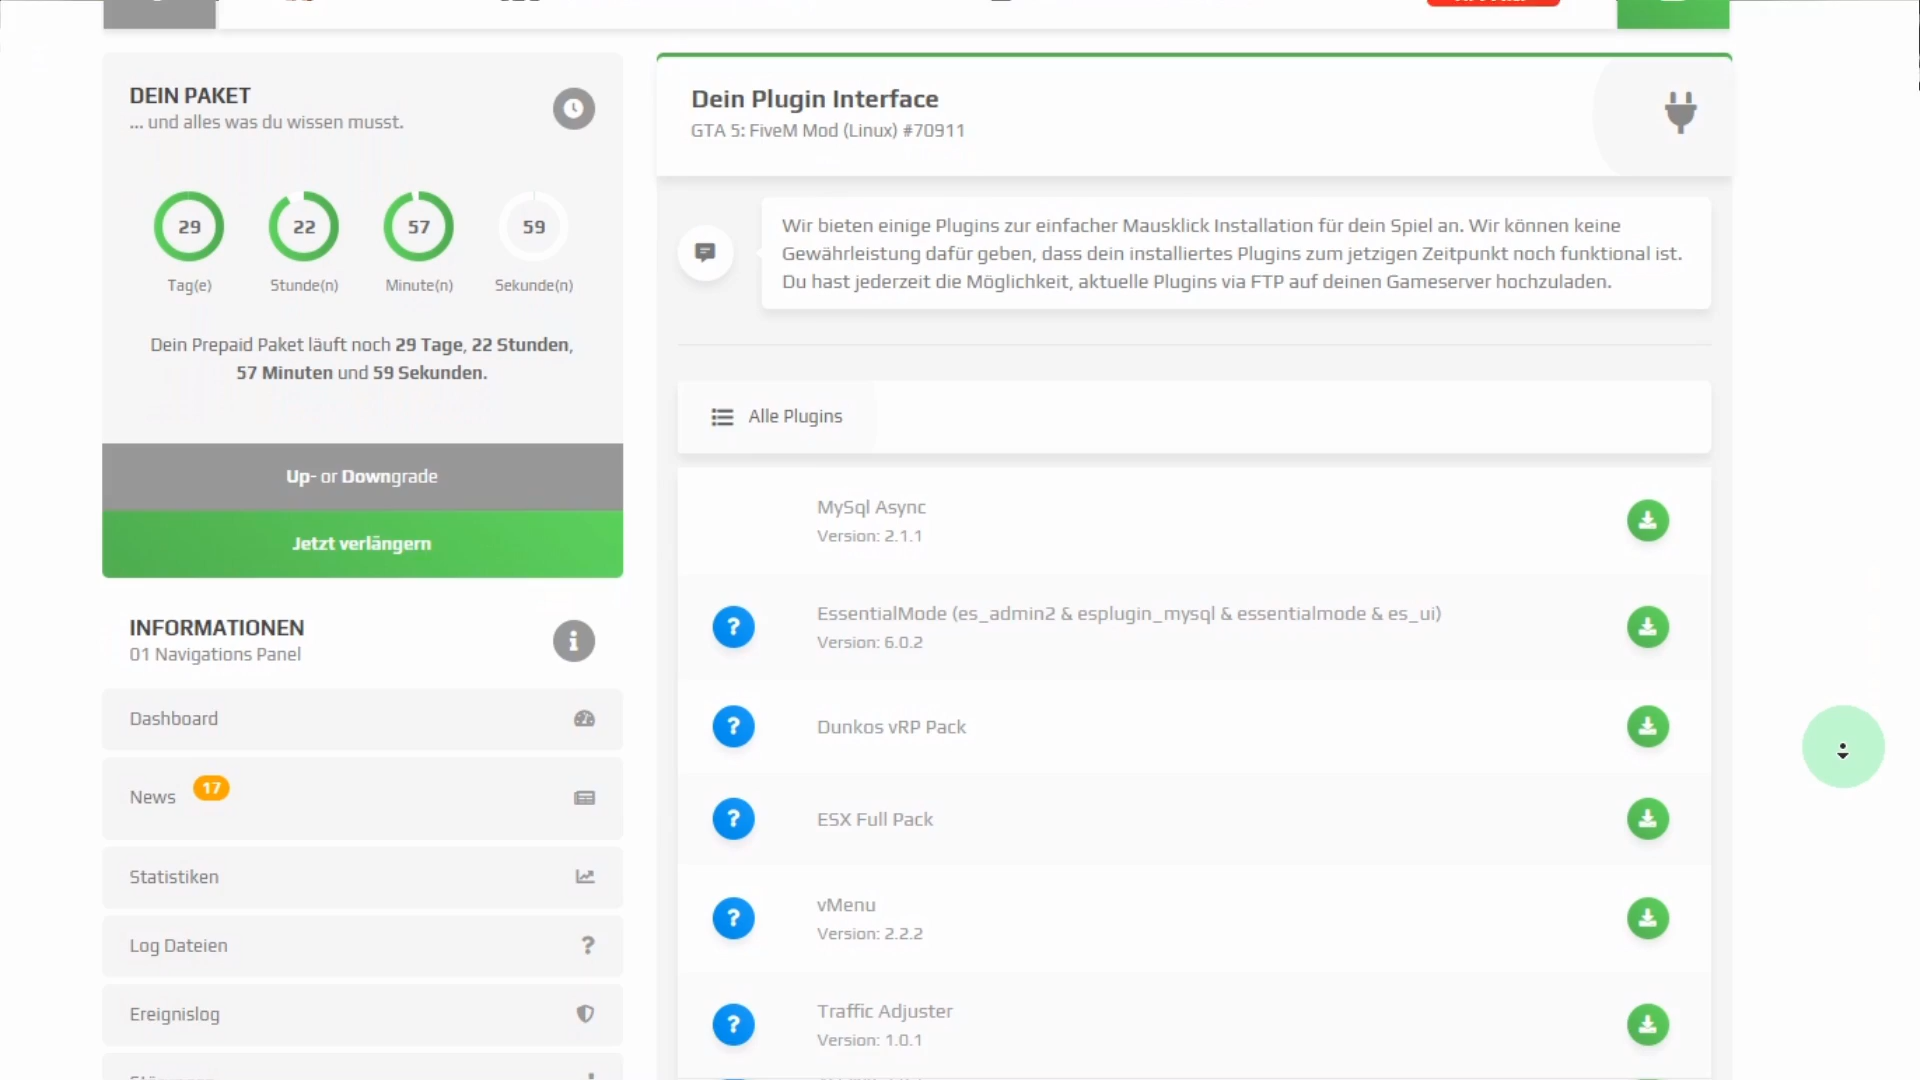 DEIN PAKET
... und alles was du wissen musst.
29
22
57
59
Tag(e)
Stunde(n)
Minute(n)
Sekunde(n)
Dein Prepaid Paket läuft noch 29 Tage, 22 Stunden,
57 Minuten und 59 Sekunden.
Up- or Downgrade
Jetzt verlängern
INFORMATIONEN
01 Navigations Panel
Dashboard
News
17
Statistiken
Log Dateien
Ereignislog
Dein Plugin Interface
GTA 5: FiveM Mod (Linux) #70911
Wir bieten einige Plugins zur einfacher Mausklick Installation für dein Spiel an. Wir können keine
Gewährleistung dafür geben, dass dein installiertes Plugins zum jetzigen Zeitpunkt noch funktional ist.
Du hast jederzeit die Möglichkeit, aktuelle Plugins via FTP auf deinen Gameserver hochzuladen.
Alle Plugins
MySql Async
Version: 2.1.1
EssentialMode (es_admin2 & esplugin_mysql & essentialmode & es_ui)
Version: 6.0.2
Dunkos vRP Pack
ESX Full Pack
vMenu
Version: 2.2.2
Traffic Adjuster
Version: 1.0.1